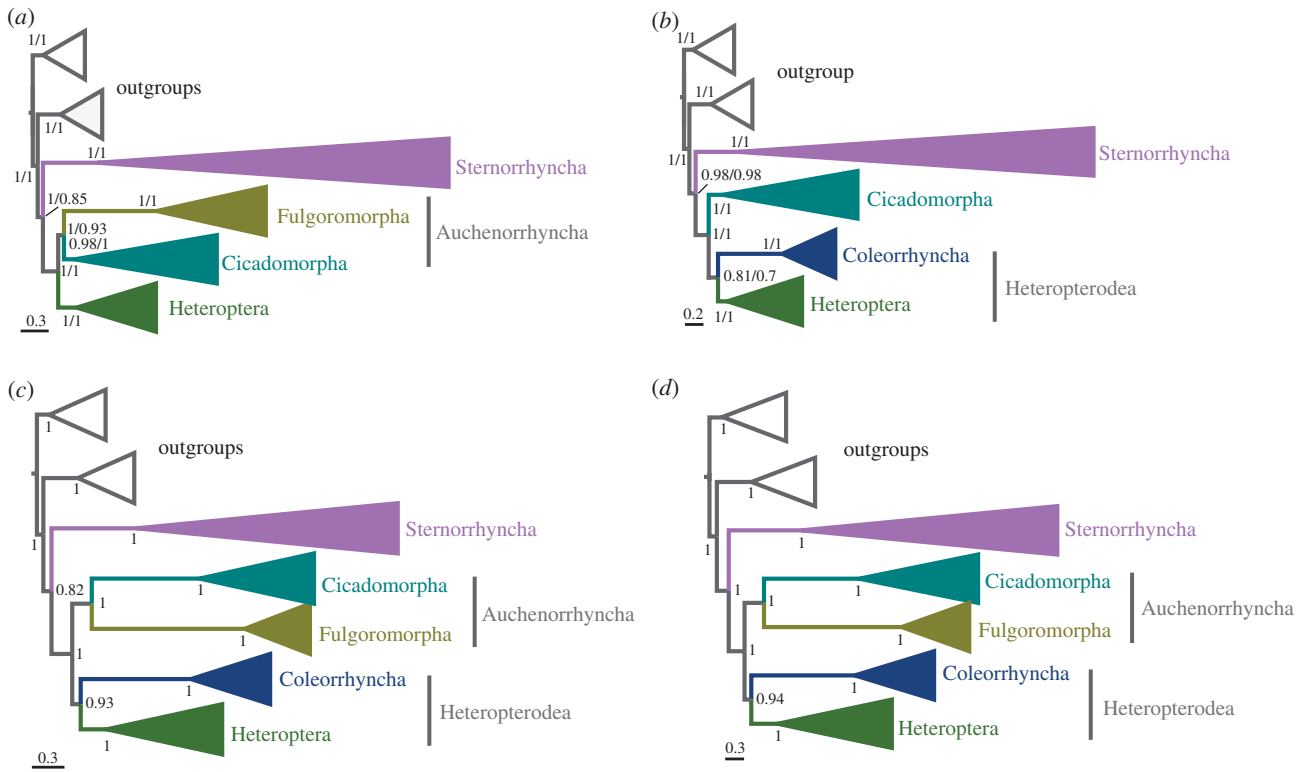 (a)
1/1
outgroups
1/1
1/1
1/1
Sternorrhyncha
1/0.85
1/1
Fulgoromorpha
1/0.93
Auchenorrhyncha
0.98/1
Cicadomorpha
1/1
Heteroptera
0.3
1/1
(b)
1/1
outgroup
1/1
1/1
1/1
Sternorrhyncha
0.98/0.98
Cicadomorpha
1/1
1/1
1/1
Coleorrhyncha
0.81/0.7
Heteropterodea
Heteroptera
0.2
1/1
(c)
1
outgroups
1
Sternorrhyncha
1
1
0.82
Cicadomorpha
1
1
Auchenorrhyncha
Fulgoromorpha
1
1
Coleorrhyncha
1
0.93
Heteropterodea
Heteroptera
1
0.3
(d)
1
outgroups
1
Sternorrhyncha
1
1
Cicadomorpha
1
1
1
Auchenorrhyncha
Fulgoromorpha
1
1
Coleorrhyncha
1
0.94
Heteropterodea
Heteroptera
1
0.3